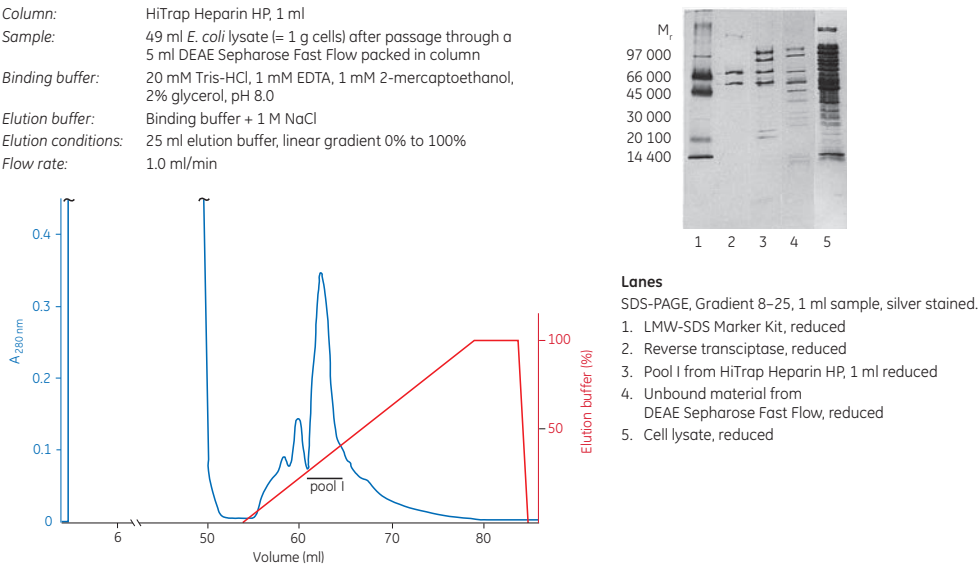 Column: HiTrap Heparin HP, 1 ml
Sample: 49 ml E. coli lysate (= 1 g cells) after passage through a
5 ml DEAE Sepharose Fast Flow packed in column
Binding buffer: 20 mM Tris-HCl, 1 mM EDTA, 1 mM 2-mercaptoethanol,
2% glycerol, pH 8.0
Elution buffer: Binding buffer + 1 M NaCl
Elution conditions: 25 ml elution buffer, linear gradient 0% to 100%
Flow rate: 1.0 ml/min
0.4
0.3
0.2
0.1
0
A280 nm
6
50
60
70
80
Volume (ml)
pool I
100
50
Elution buffer (%)
Mr
97 000
66 000
45 000
30 000
20 100
14 400
1 2 3 4 5
Lanes
SDS-PAGE, Gradient 8–25, 1 ml sample, silver stained.
1. LMW-SDS Marker Kit, reduced
2. Reverse transciptase, reduced
3. Pool I from HiTrap Heparin HP, 1 ml reduced
4. Unbound material from
DEAE Sepharose Fast Flow, reduced
5. Cell lysate, reduced